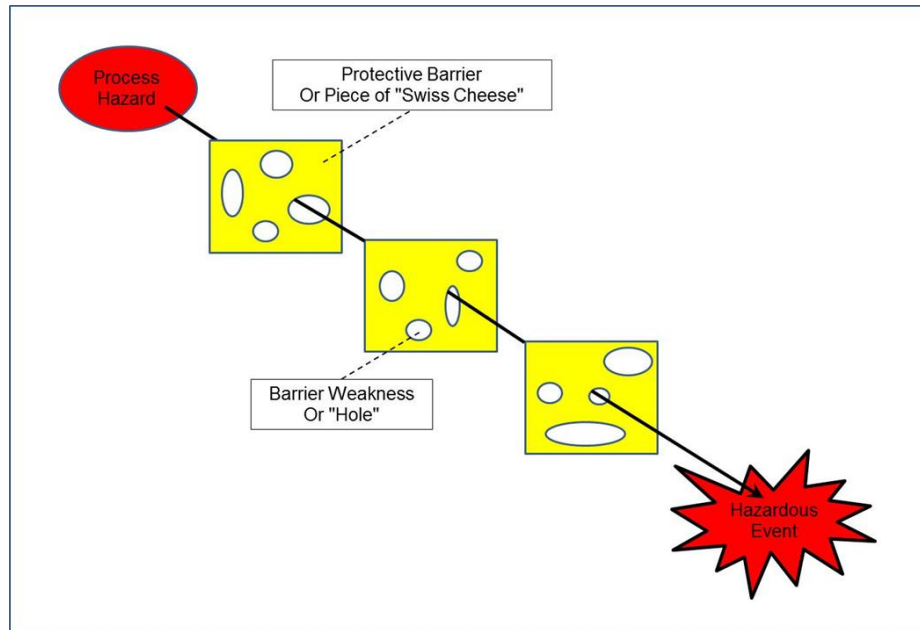 Process
Hazard
Protective Barrier
Or Piece of "Swiss Cheese"
Barrier Weakness
Or "Hole"
Hazardous
Event